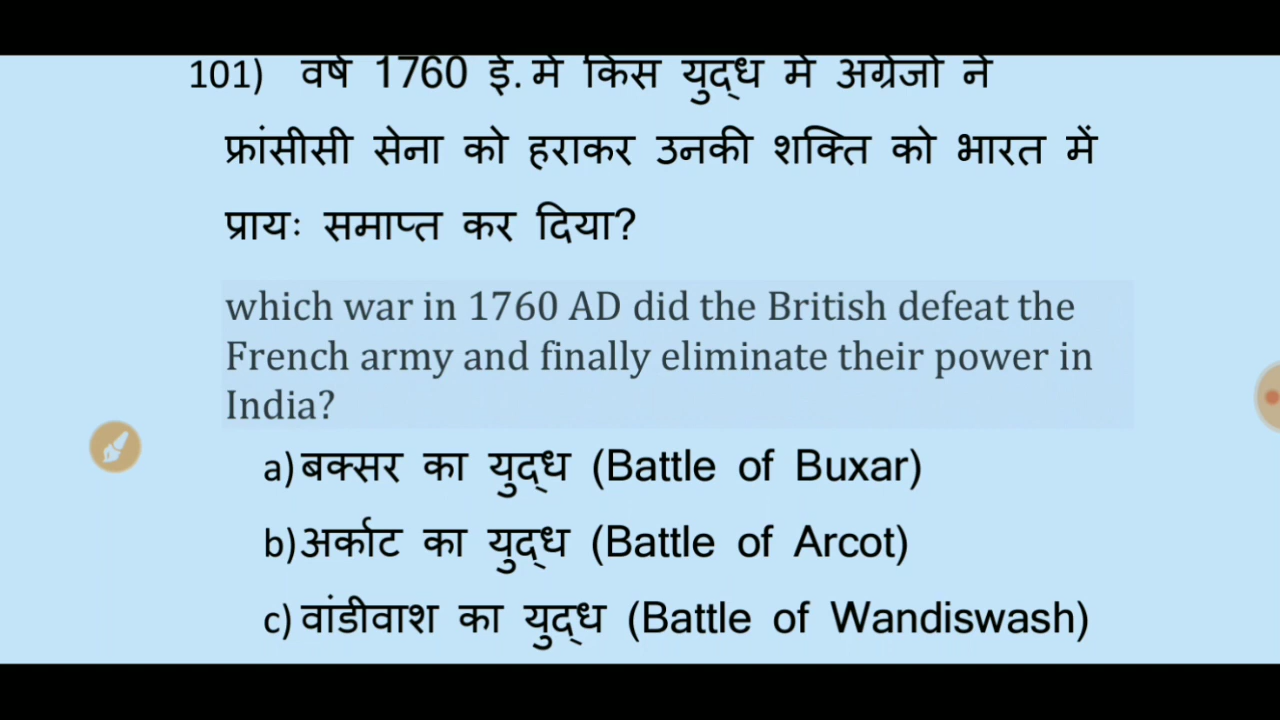 101) वर्ष 1760 ई. में किस युद्ध में अंग्रेजों ने
फ्रांसीसी सेना को हराकर उनकी शक्ति को भारत में
प्रायः समाप्त कर दिया?
which war in 1760 AD did the British defeat the
French army and finally eliminate their power in
India?
a) बक्सर का युद्ध (Battle of Buxar)
b) अर्काट का युद्ध (Battle of Arcot)
c) वांडीवाश का युद्ध (Battle of Wandiswash)